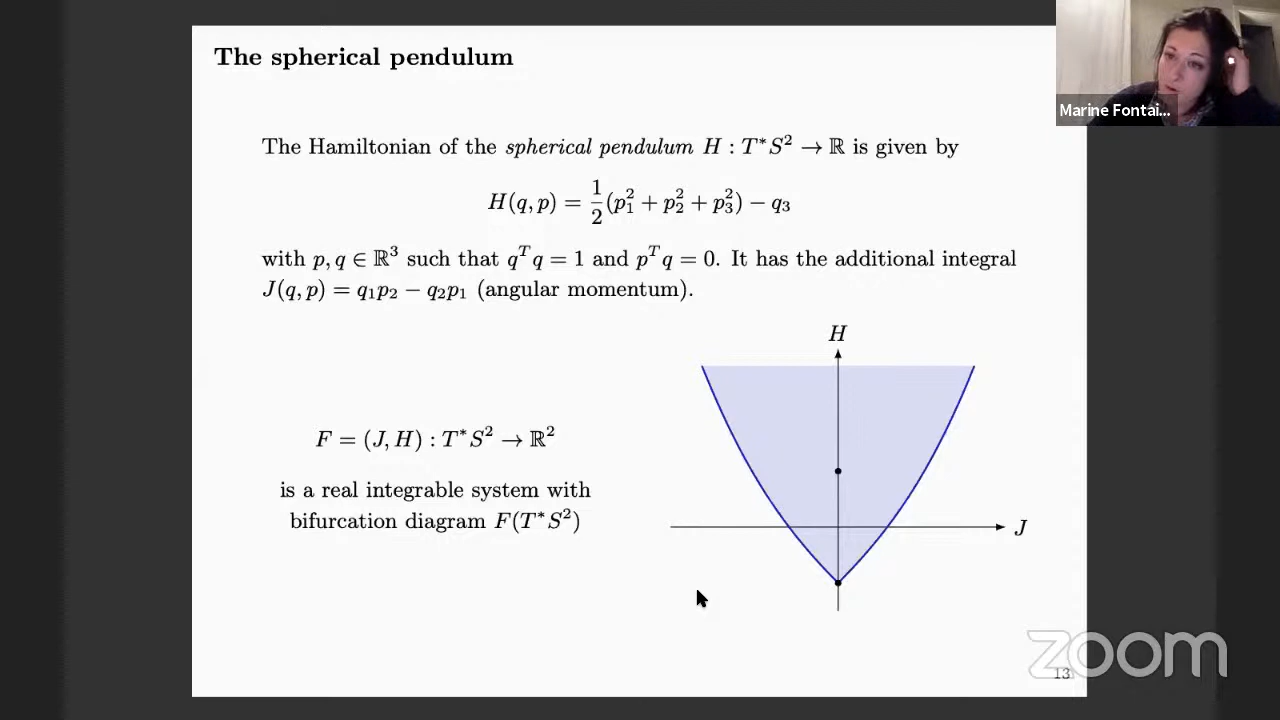 The spherical pendulum
Marine Fontai...
The Hamiltonian of the spherical pendulum H : T*S² → ℝ is given by
H(q, p) = 1/2 (p₁² + p₂² + p₃²) − q₃
with p, q ∈ ℝ³ such that qᵀq = 1 and pᵀq = 0. It has the additional integral
J(q, p) = q₁p₂ − q₂p₁ (angular momentum).
H
F = (J, H) : T*S² → ℝ²
is a real integrable system with
bifurcation diagram F(T*S²)
J
zoom
13